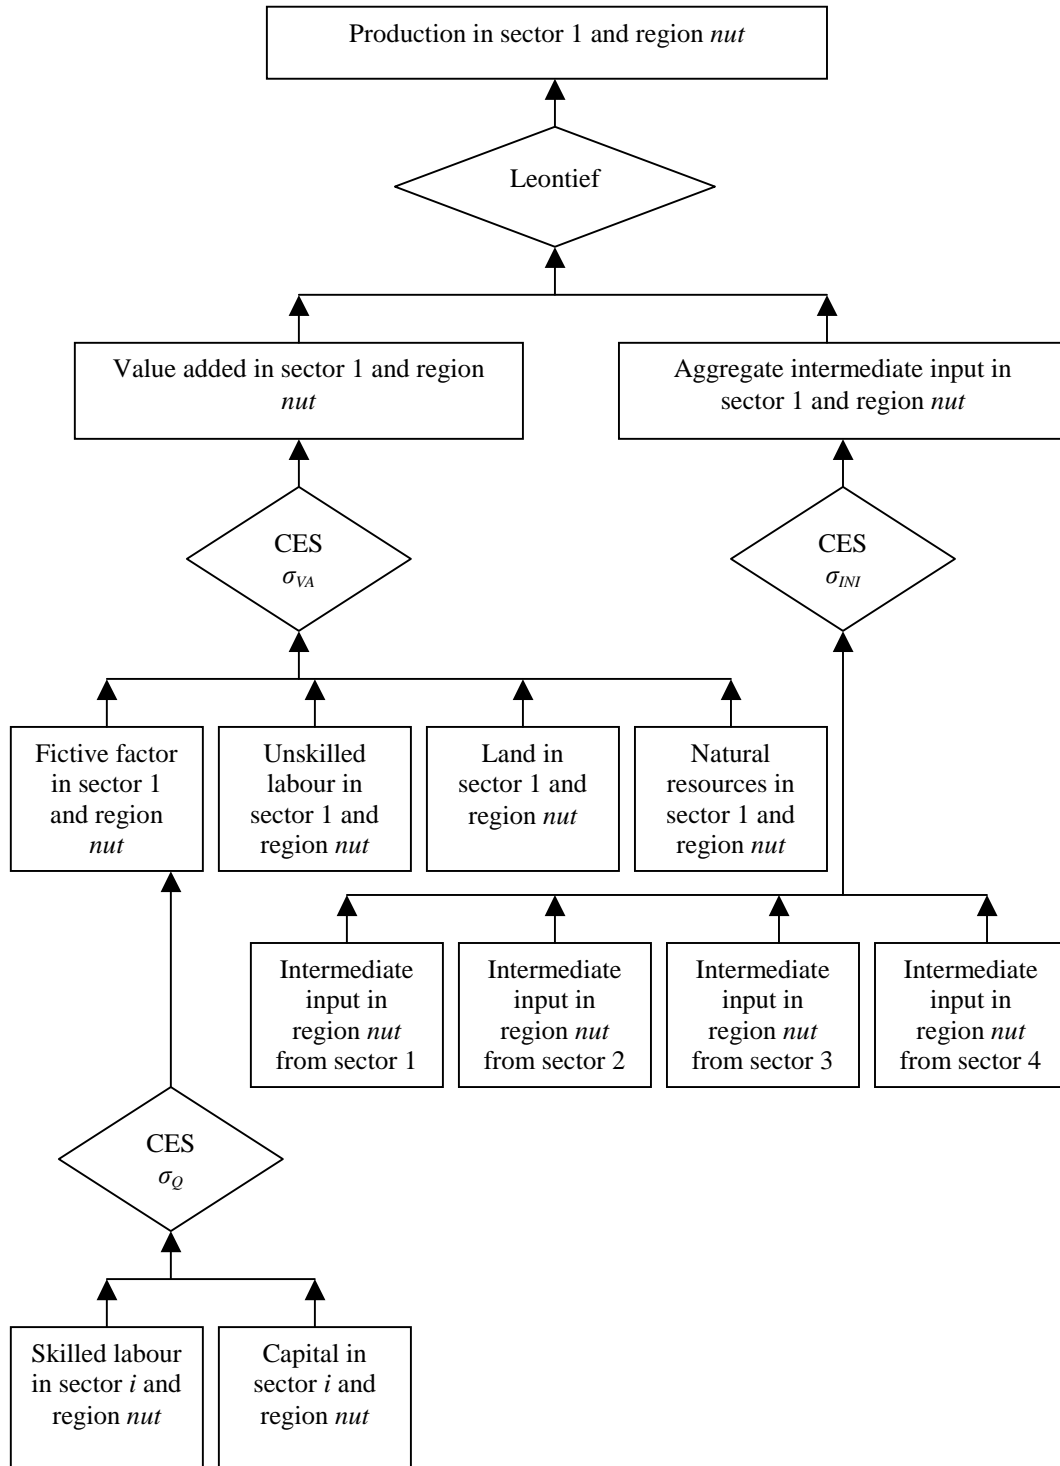 Production in sector 1 and region nut
Leontief
Value added in sector 1 and region
nut
Aggregate intermediate input in
sector 1 and region nut
CES
σVA
CES
σINI
Fictive factor
in sector 1
and region
nut
Unskilled
labour in
sector 1 and
region nut
Land in
sector 1 and
region nut
Natural
resources in
sector 1 and
region nut
Intermediate
input in
region nut
from sector 1
Intermediate
input in
region nut
from sector 2
Intermediate
input in
region nut
from sector 3
Intermediate
input in
region nut
from sector 4
CES
σQ
Skilled labour
in sector i and
region nut
Capital in
sector i and
region nut